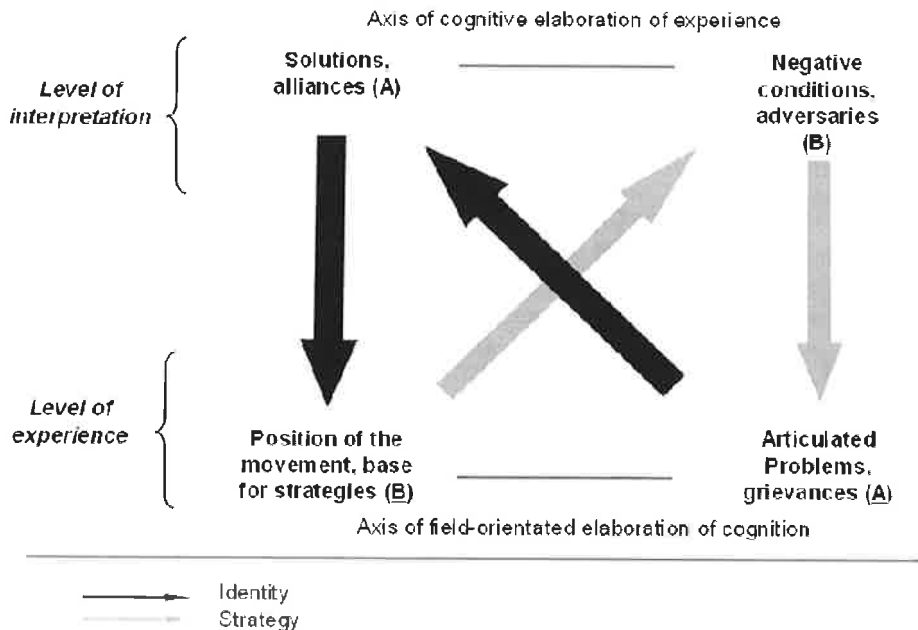 Axis of cognitive elaboration of experience
Solutions,
alliances (A)
Negative
conditions,
adversaries
(B)
Level of
interpretation
Level of
experience
Position of the
movement, base
for strategies (B)
Articulated
Problems,
grievances (A)
Axis of field-orientated elaboration of cognition
Identity
Strategy